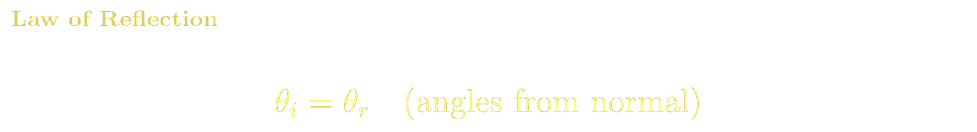 Law of Reflection
θ_i = θ_r (angles from normal)